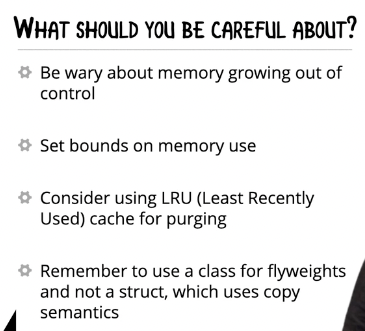 WHAT SHOULD YOU BE CAREFUL ABOUT?
Be wary about memory growing out of
control
Set bounds on memory use
Consider using LRU (Least Recently
Used) cache for purging
Remember to use a class for flyweights
and not a struct, which uses copy
semantics